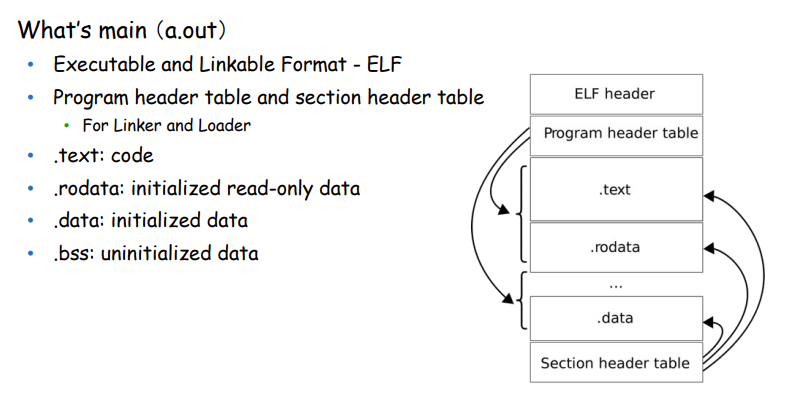 What's main (a.out)
• Executable and Linkable Format - ELF
• Program header table and section header table
• For Linker and Loader
• .text: code
• .rodata: initialized read-only data
• .data: initialized data
• .bss: uninitialized data
ELF header
Program header table
.text
.rodata
...
.data
Section header table